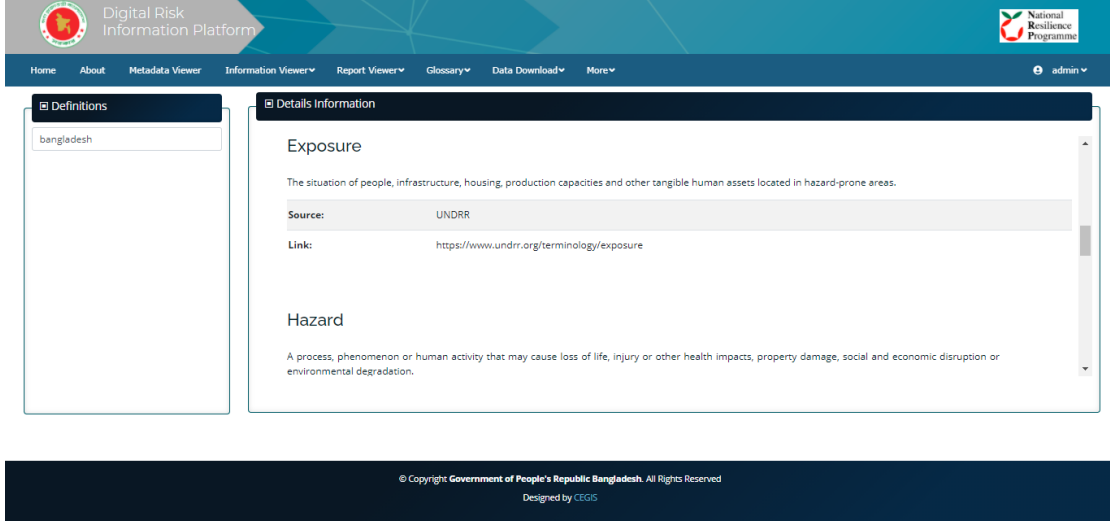 Digital Risk
Information Platform
National
Resilience
Programme
Home About Metadata Viewer Information Viewer Report Viewer Glossary Data Download More admin
Definitions
bangladesh
Details Information
Exposure
The situation of people, infrastructure, housing, production capacities and other tangible human assets located in hazard-prone areas.
Source: UNDRR
Link: https://www.undrr.org/terminology/exposure
Hazard
A process, phenomenon or human activity that may cause loss of life, injury or other health impacts, property damage, social and economic disruption or
environmental degradation.
© Copyright Government of People's Republic Bangladesh. All Rights Reserved
Designed by CEGIS